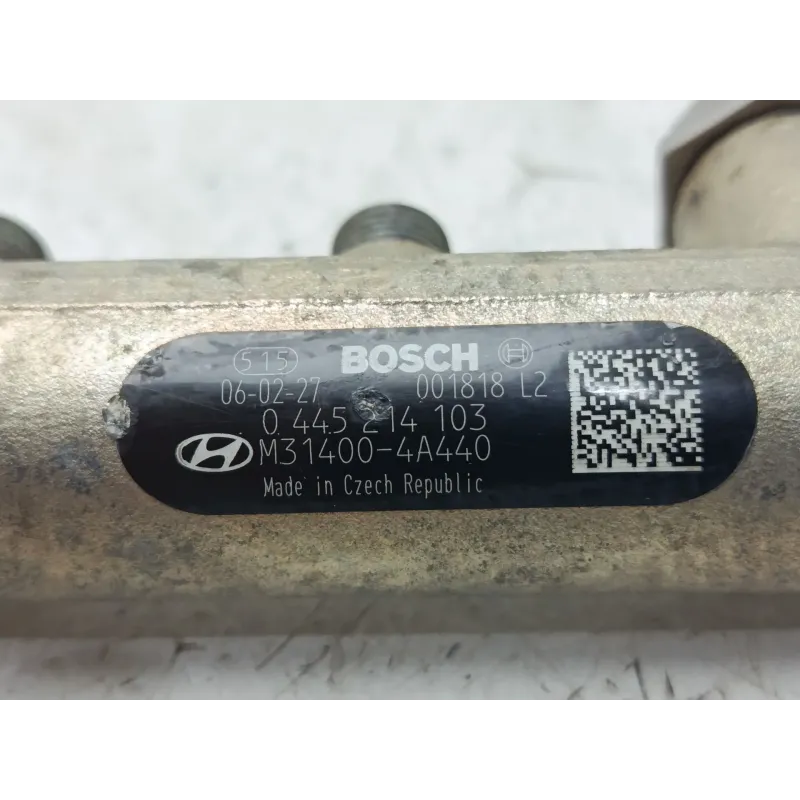 515 BOSCH
06-02-27 001818 L2
0 445 214 103
M31400-4A440
Made in Czech Republic